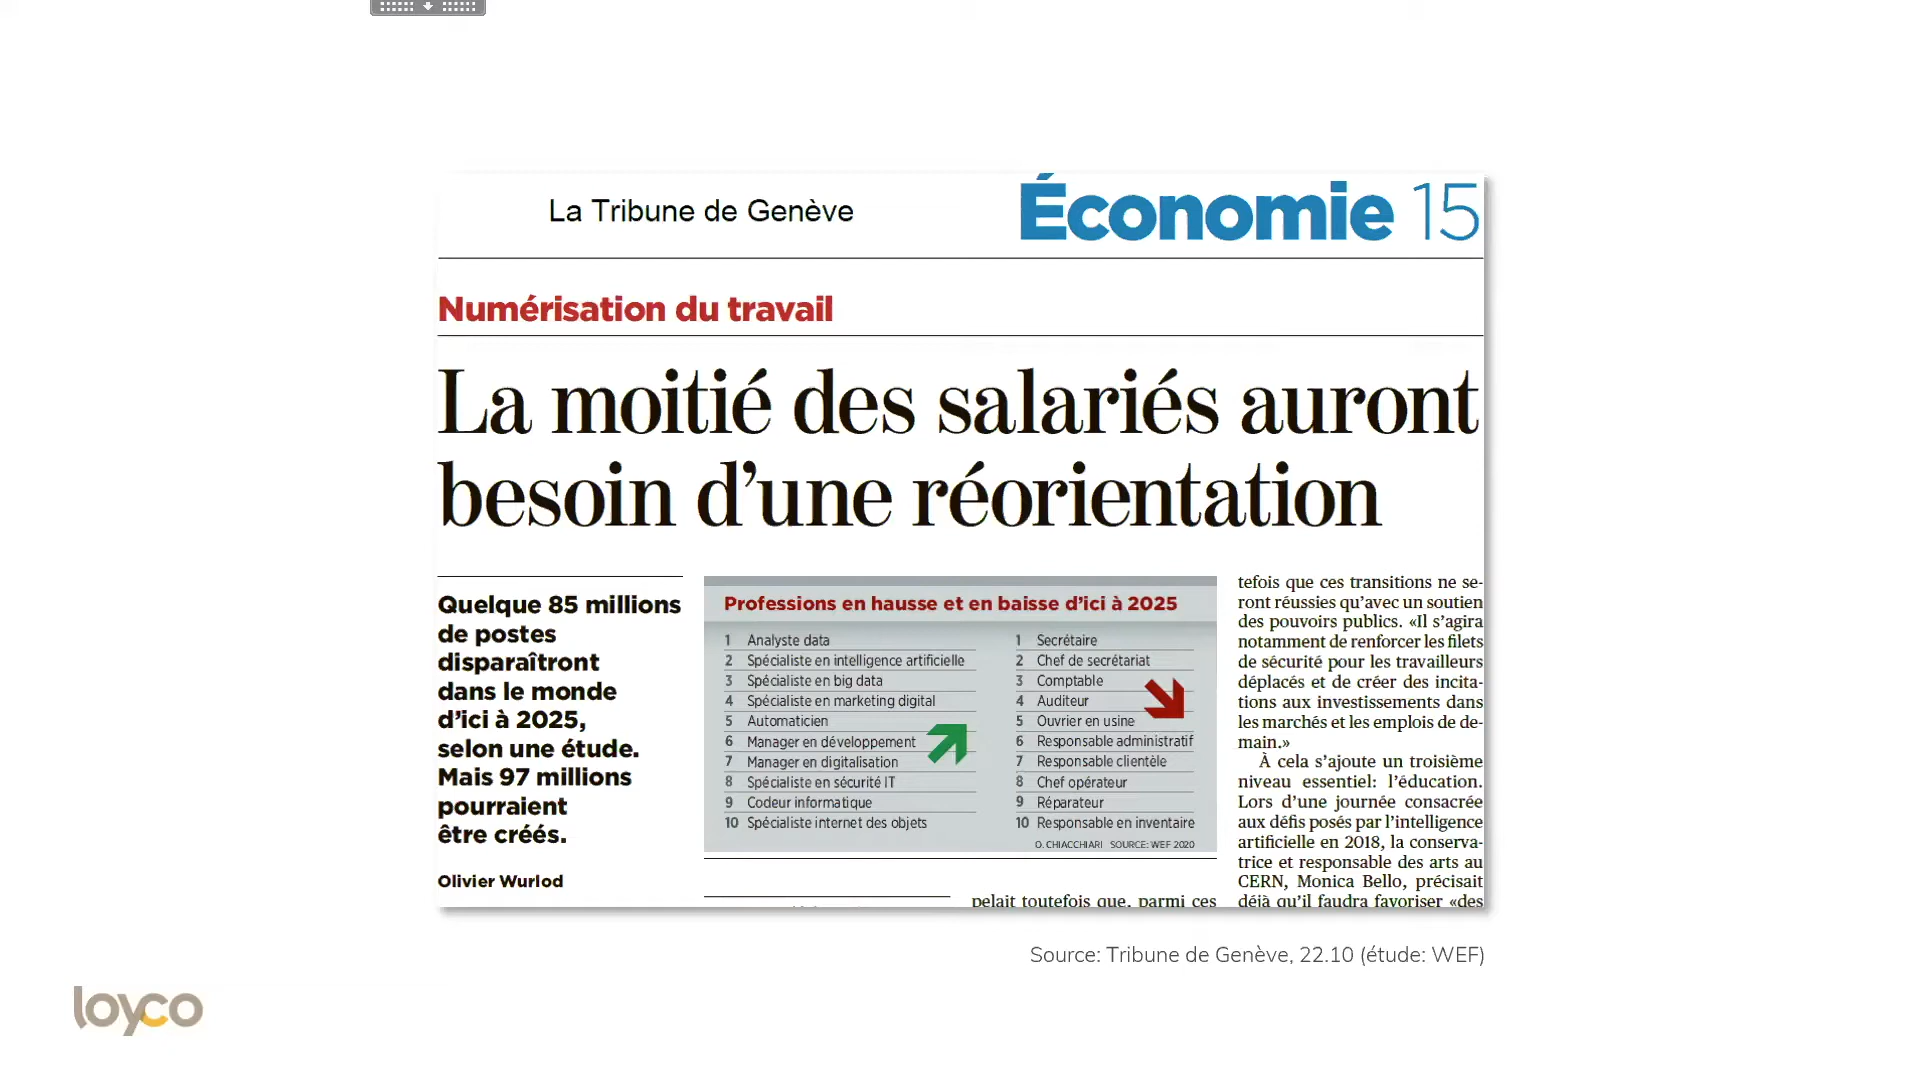 La Tribune de Genève
Économie 15
Numérisation du travail
La moitié des salariés auront
besoin d’une réorientation
Quelque 85 millions
de postes
disparaîtront
dans le monde
d’ici à 2025,
selon une étude.
Mais 97 millions
pourraient
être créés.
Olivier Wurlod
Professions en hausse et en baisse d’ici à 2025
1 Analyste data
2 Spécialiste en intelligence artificielle
3 Spécialiste en big data
4 Spécialiste en marketing digital
5 Automaticien
6 Manager en développement
7 Manager en digitalisation
8 Spécialiste en sécurité IT
9 Codeur informatique
10 Spécialiste internet des objets
1 Secrétaire
2 Chef de secrétariat
3 Comptable
4 Auditeur
5 Ouvrier en usine
6 Responsable administratif
7 Responsable clientèle
8 Chef opérateur
9 Réparateur
10 Responsable en inventaire
O. CHIACCHIARI SOURCE: WEF 2020
pelait toutefois que, parmi ces
tefois que ces transitions ne se-
ront réussies qu’avec un soutien
des pouvoirs publics. «Il s’agira
notamment de renforcer les filets
de sécurité pour les travailleurs
déplacés et de créer des incita-
tions aux investissements dans
les marchés et les emplois de de-
main.»
À cela s’ajoute un troisième
niveau essentiel: l’éducation.
Lors d’une journée consacrée
aux défis posés par l’intelligence
artificielle en 2018, la conserva-
trice et responsable des arts au
CERN, Monica Bello, précisait
déjà qu’il faudra favoriser «des
Source: Tribune de Genève, 22.10 (étude: WEF)
loyco